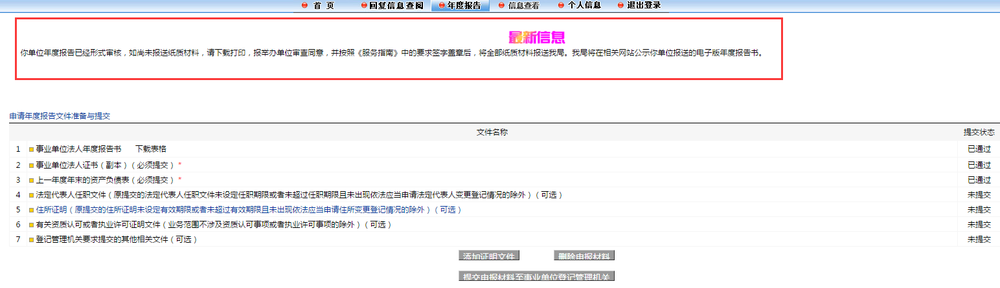 首 页 回复信息查阅 年度报告 信息查看 个人信息 退出登录
最新信息
你单位年度报告已经形式审核，如尚未报送纸质材料，请下载打印，报举办单位审查同意，并按照《服务指南》中的要求签字盖章后，将全部纸质材料报送我局。我局将在相关网站公示你单位报送的电子版年度报告书。
申请年度报告文件准备与提交
文件名称 提交状态
1 事业单位法人年度报告书 下载表格 已通过
2 事业单位法人证书（副本）（必须提交）* 已通过
3 上一年度年末的资产负债表（必须提交）* 已通过
4 法定代表人任职文件（原提交的法定代表人任职文件未设定任职期限或者未超过任职期限且未出现依法应当申请法定代表人变更登记情况的除外）（可选） 未提交
5 住所证明（原提交的住所证明未设定有效期限或者未超过有效期限且未出现依法应当申请住所变更登记情况的除外）（可选） 未提交
6 有关资质认可或者执业许可证明文件（业务范围不涉及资质认可事项或者执业许可事项的除外）（可选） 未提交
7 登记管理机关要求提交的其他相关文件（可选） 未提交
添加证明文件 删除申报材料
提交申报材料至事业单位登记管理机关